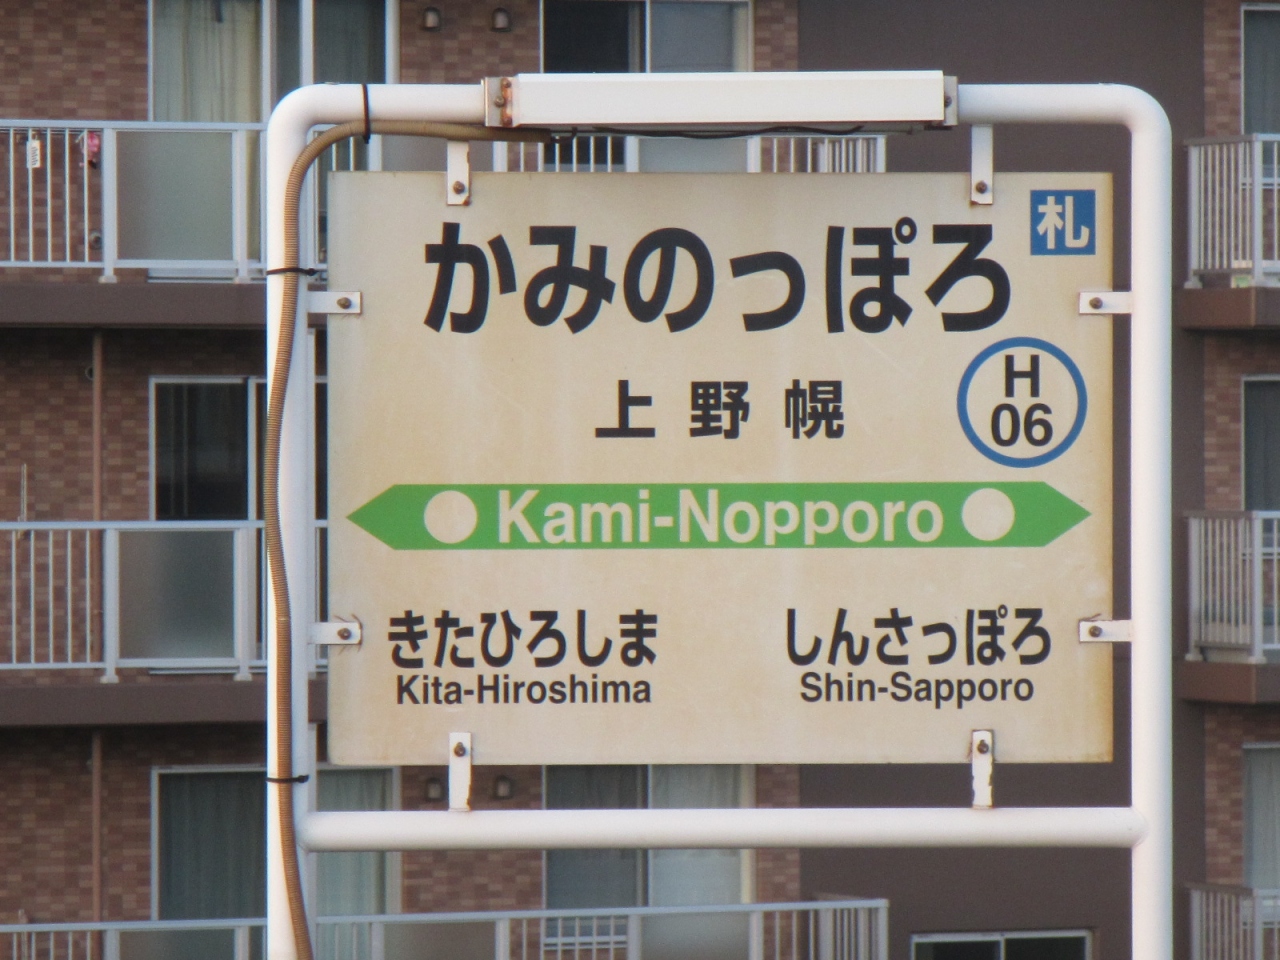 札
かみのっぽろ
上野幌
H
06
Kami-Nopporo
きたひろしま
Kita-Hiroshima
しんさっぽろ
Shin-Sapporo